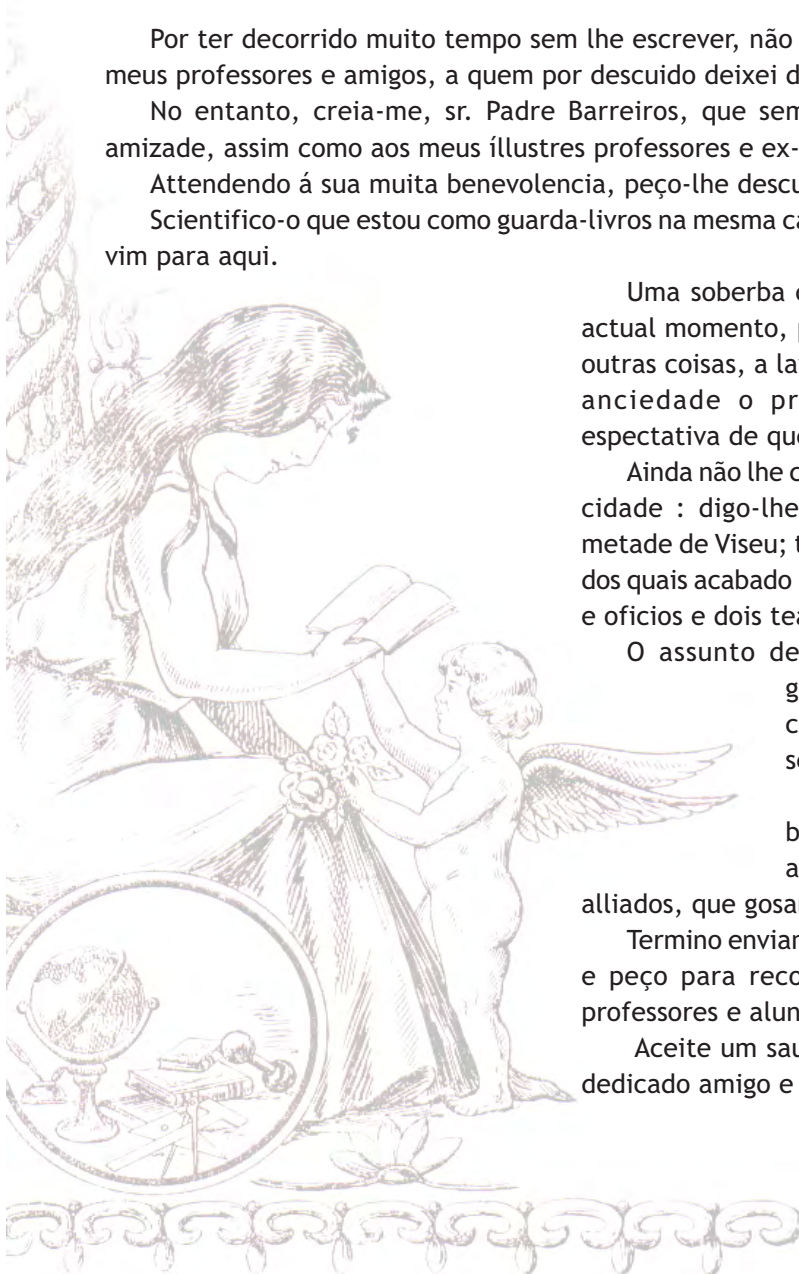 Por ter decorrido muito tempo sem lhe escrever, não
meus professores e amigos, a quem por descuido deixei d
No entanto, creia-me, sr. Padre Barreiros, que sem
amizade, assim como aos meus íllustres professores e ex-
Attendendo á sua muita benevolencia, peço-lhe descu
Scientifico-o que estou como guarda-livros na mesma ca
vim para aqui.
Uma soberba
actual momento, p
outras coisas, a la
anciedade o pr
espectativa de que
Ainda não lhe
cidade : digo-lhe
metade de Viseu; t
dos quais acabado
e oficios e dois tea
O assunto de
g
c
s
b
a
alliados, que gosa
Termino enviar
e peço para reco
professores e alun
Aceite um sau
dedicado amigo e